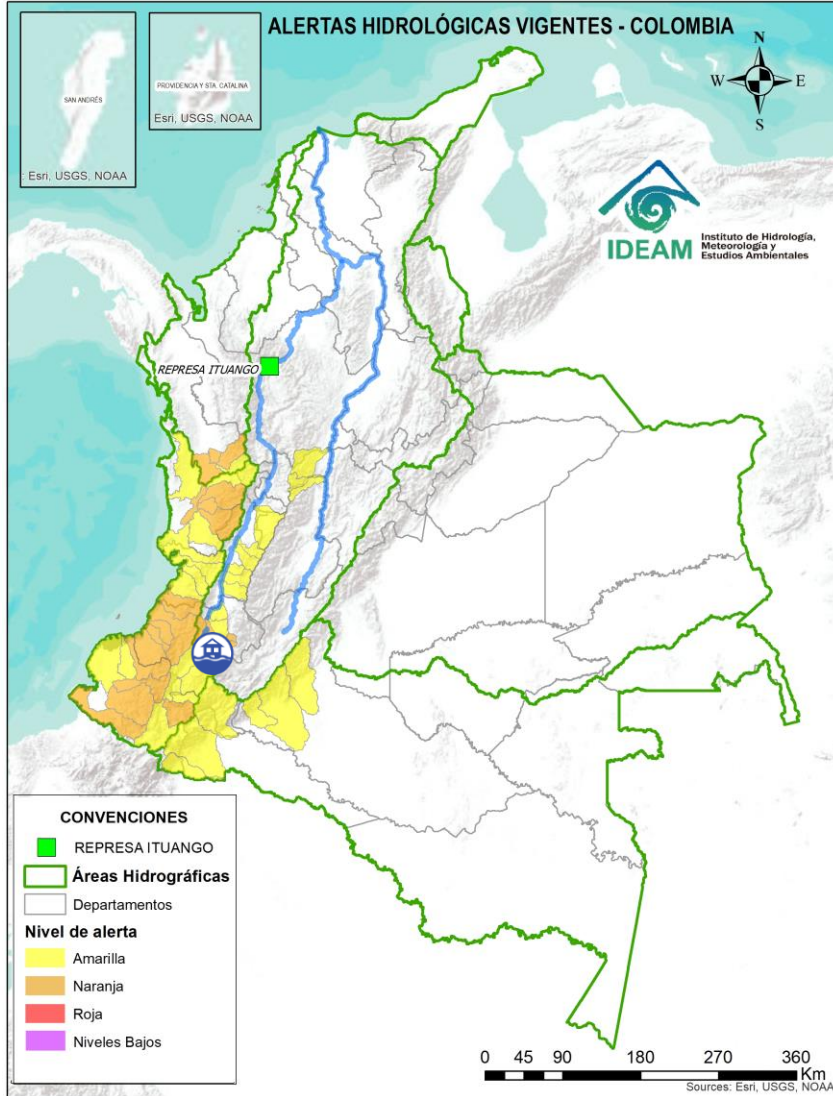 ALERTAS HIDROLÓGICAS VIGENTES - COLOMBIA
SAN ANDRÉS
: Esri, USGS, NOAA
PROVIDENCIA Y STA. CATALINA
Esri, USGS, NOAA
N
W
E
S
IDEAM
Instituto de Hidrología,
Meteorología y
Estudios Ambientales
REPRESA ITUANGO
CONVENCIONES
REPRESA ITUANGO
Áreas Hidrográficas
Departamentos
Nivel de alerta
Amarilla
Naranja
Roja
Niveles Bajos
0 45 90 180 270 360
Km
Sources: Esri, USGS, NOAA